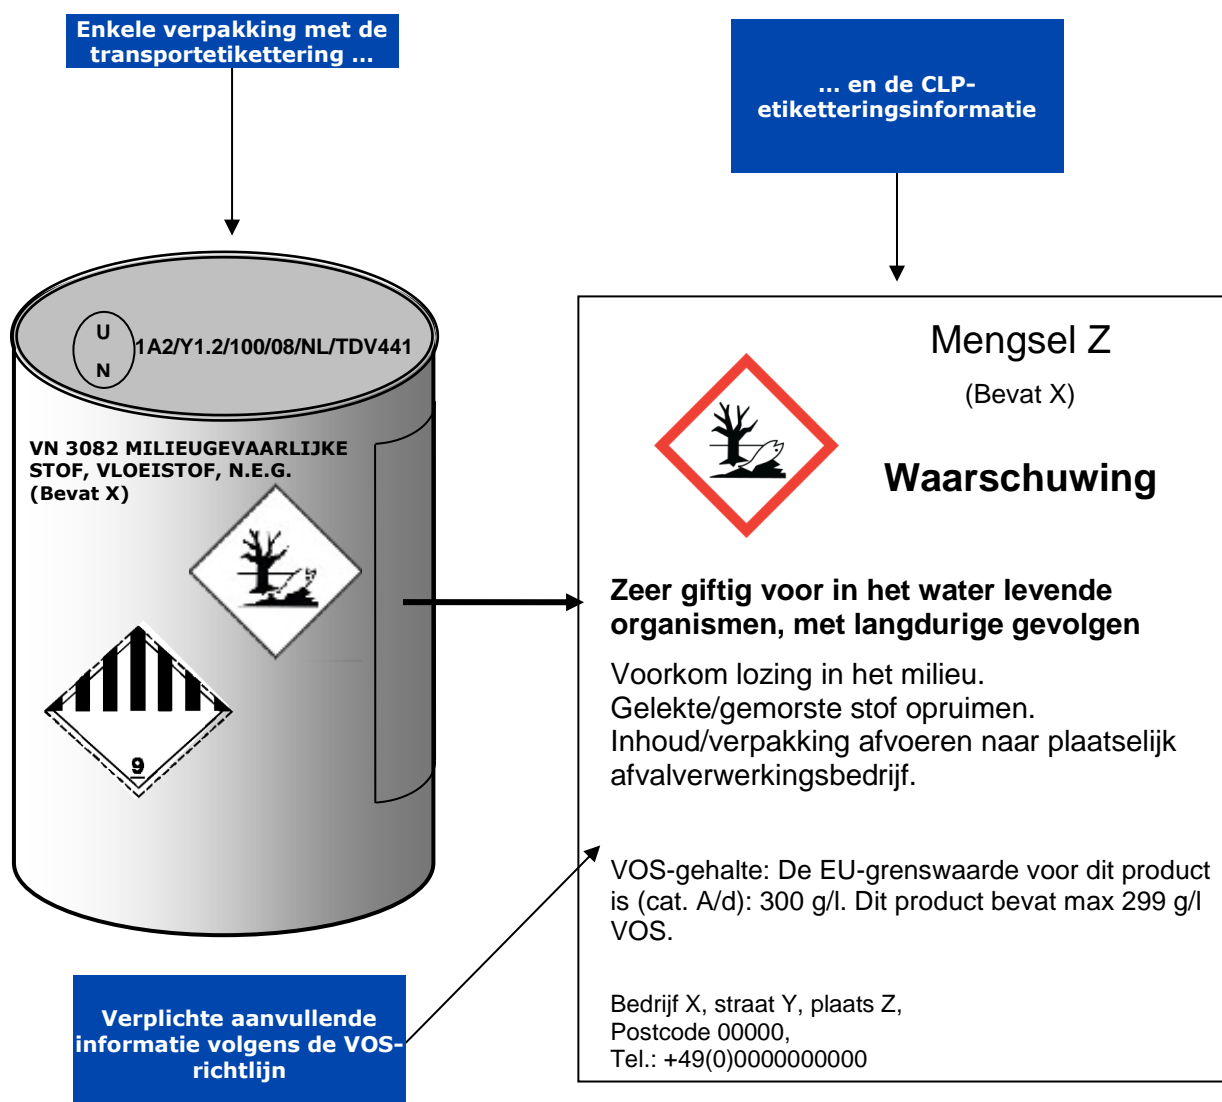 Enkele verpakking met de
transportetikettering ...
... en de CLP-
etiketteringsinformatie
U
N
1A2/Y1.2/100/08/NL/TDV441
VN 3082 MILIEUGEVAARLIJKE
STOF, VLOEISTOF, N.E.G.
(Bevat X)
9
Mengsel Z
(Bevat X)
Waarschuwing
Zeer giftig voor in het water levende
organismen, met langdurige gevolgen
Voorkom lozing in het milieu.
Gelekte/gemorste stof opruimen.
Inhoud/verpakking afvoeren naar plaatselijk
afvalverwerkingsbedrijf.
VOS-gehalte: De EU-grenswaarde voor dit product
is (cat. A/d): 300 g/l. Dit product bevat max 299 g/l
VOS.
Bedrijf X, straat Y, plaats Z,
Postcode 00000,
Tel.: +49(0)0000000000
Verplichte aanvullende
informatie volgens de VOS-
richtlijn